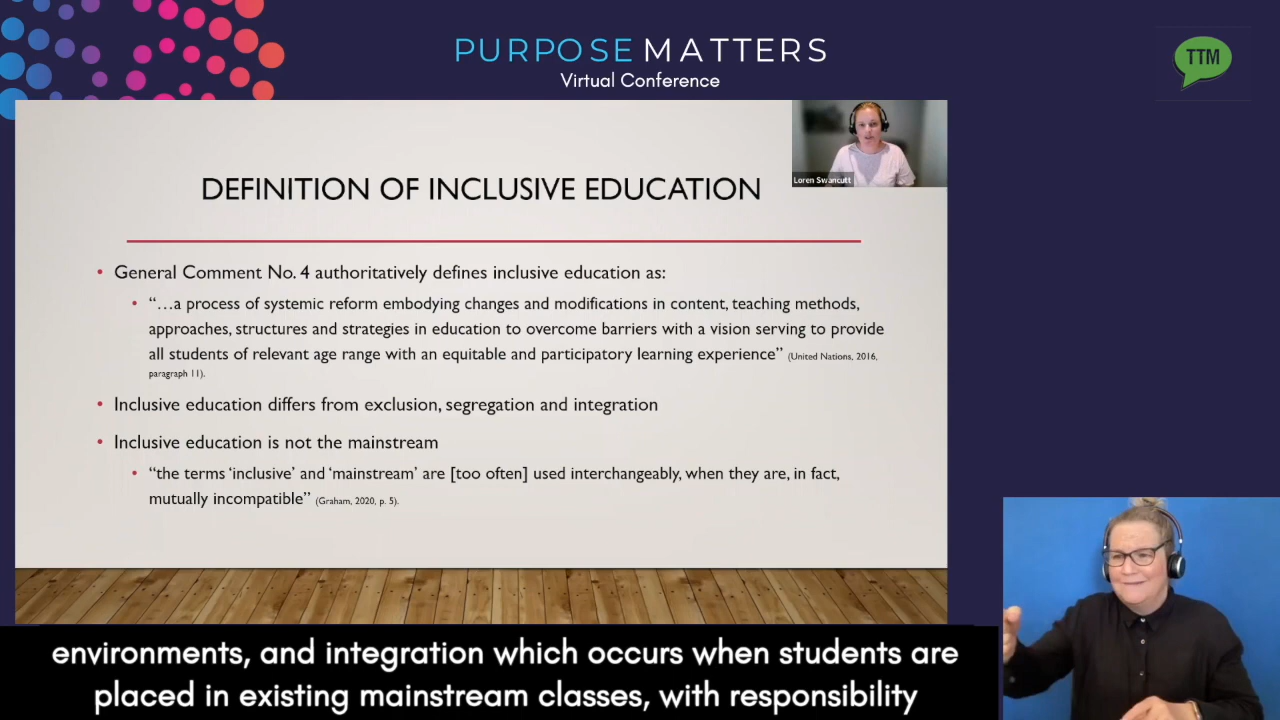 PURPOSE MATTERS
Virtual Conference
TTM
Loren Swancutt
DEFINITION OF INCLUSIVE EDUCATION
• General Comment No. 4 authoritatively defines inclusive education as:
• “…a process of systemic reform embodying changes and modifications in content, teaching methods,
approaches, structures and strategies in education to overcome barriers with a vision serving to provide
all students of relevant age range with an equitable and participatory learning experience” (United Nations, 2016,
paragraph 11).
• Inclusive education differs from exclusion, segregation and integration
• Inclusive education is not the mainstream
• “the terms ‘inclusive’ and ‘mainstream’ are [too often] used interchangeably, when they are, in fact,
mutually incompatible” (Graham, 2020, p. 5).
environments, and integration which occurs when students are
placed in existing mainstream classes, with responsibility